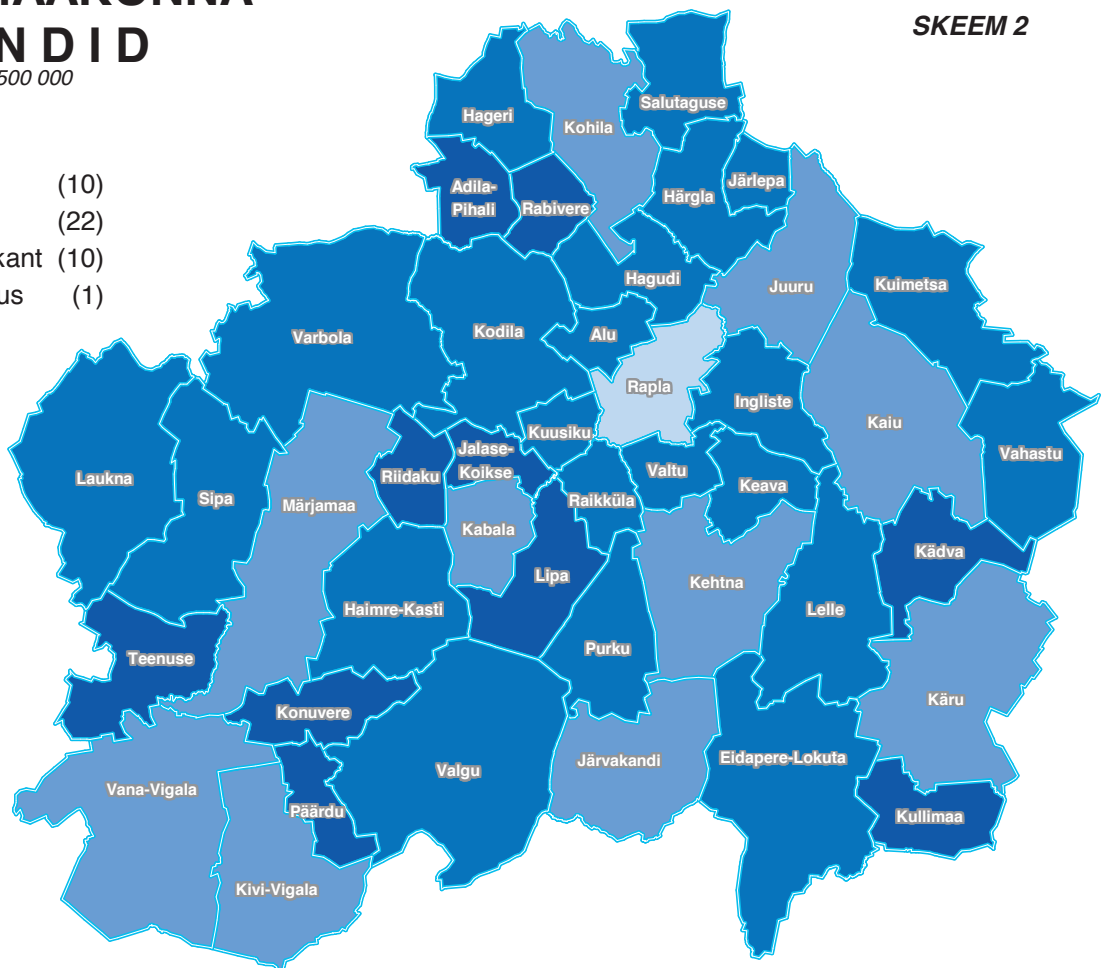 SKEEM 2
NDID
500 000
(10)
(22)
kant (10)
us (1)
Salutaguse
Hageri
Kohila
Adila-
Pihali
Rabivere
Härgla
Järlepa
Hagudi
Juuru
Kuimetsa
Varbola
Kodila
Alu
Rapla
Ingliste
Kaiu
Kuusiku
Jalase-
Koikse
Riidaku
Valtu
Keava
Vahastu
Laukna
Sipa
Märjamaa
Kabala
Raikküla
Kädva
Lipa
Kehtna
Haimre-Kasti
Lelle
Teenuse
Purku
Konuvere
Käru
Valgu
Järvakandi
Eidapere-Lokuta
Vana-Vigala
Päärdu
Kullimaa
Kivi-Vigala